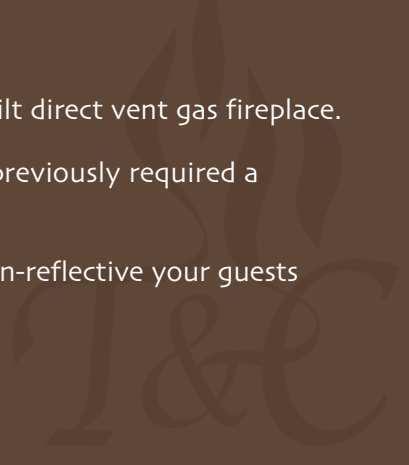 ilt direct vent gas fireplace.
previously required a
n-reflective your guests
T&C